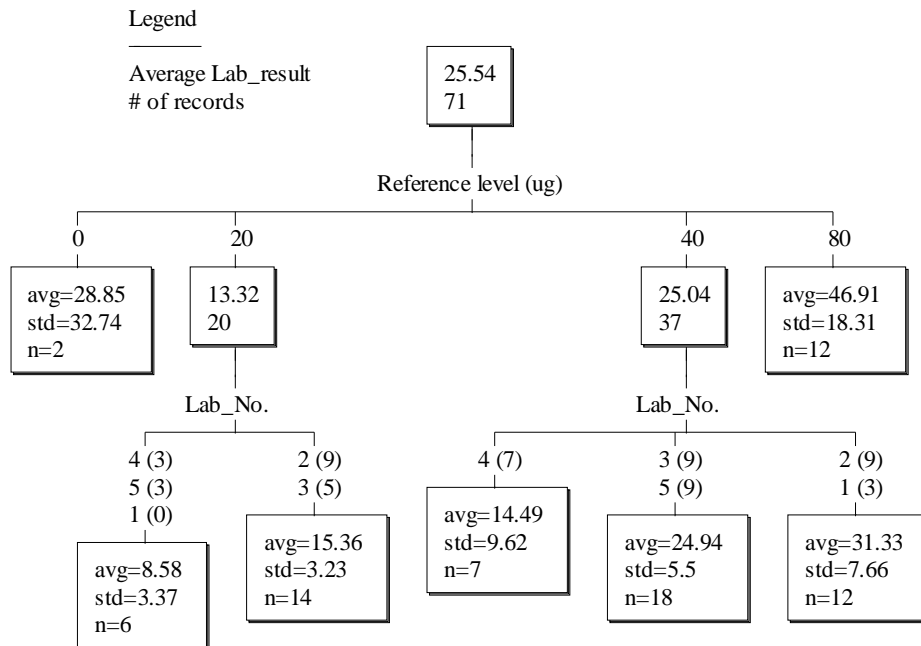 Legend
Average Lab_result
# of records
25.54
71
Reference level (ug)
0
20
40
80
avg=28.85
std=32.74
n=2
13.32
20
25.04
37
avg=46.91
std=18.31
n=12
Lab_No.
Lab_No.
4 (3)
5 (3)
1 (0)
2 (9)
3 (5)
4 (7)
3 (9)
5 (9)
2 (9)
1 (3)
avg=8.58
std=3.37
n=6
avg=15.36
std=3.23
n=14
avg=14.49
std=9.62
n=7
avg=24.94
std=5.5
n=18
avg=31.33
std=7.66
n=12